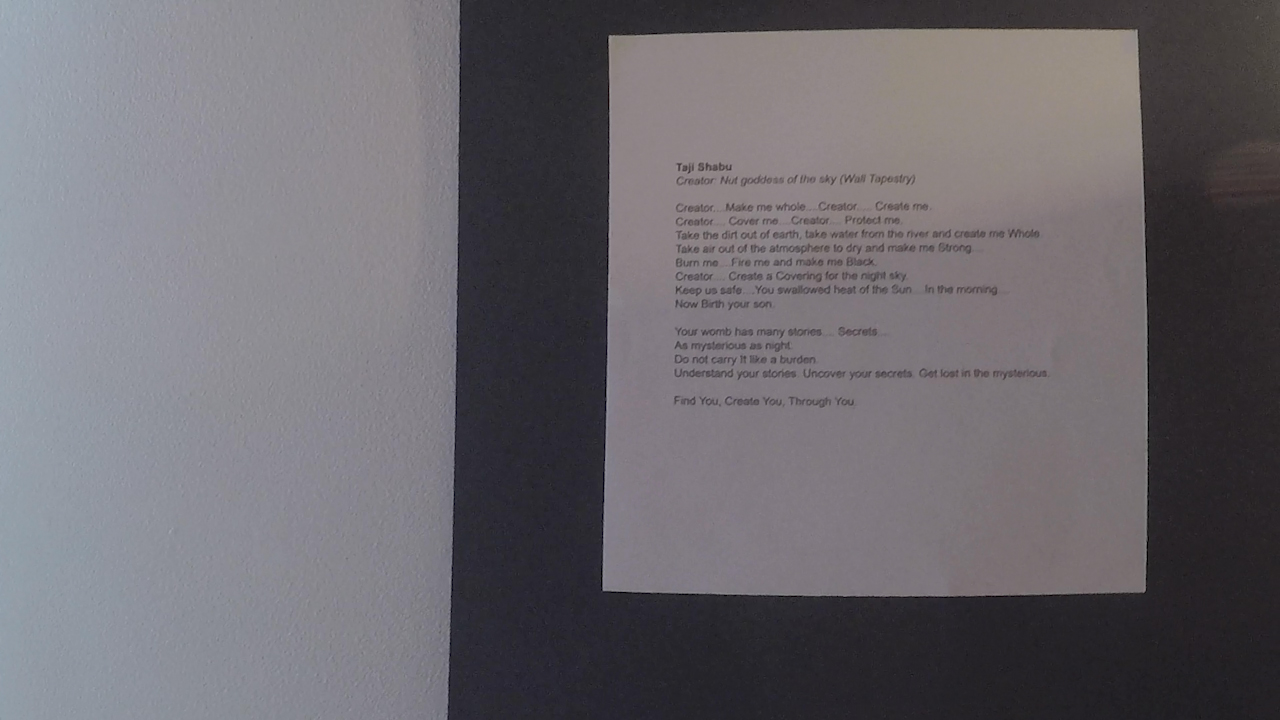 Taji Shabu
Creator: Nut goddess of the sky (Wall Tapestry)
Creator....Make me whole....Creator.... Create me.
Creator.... Cover me....Creator.... Protect me.
Take the dirt out of earth, take water from the river and create me Whole.
Take air out of the atmosphere to dry and make me Strong....
Burn me....Fire me and make me Black.
Creator.... Create a Covering for the night sky.
Keep us safe....You swallowed heat of the Sun....In the morning....
Now Birth your son.
Your womb has many stories.... Secrets....
As mysterious as night.
Do not carry It like a burden.
Understand your stories. Uncover your secrets. Get lost in the mysterious.
Find You, Create You, Through You.